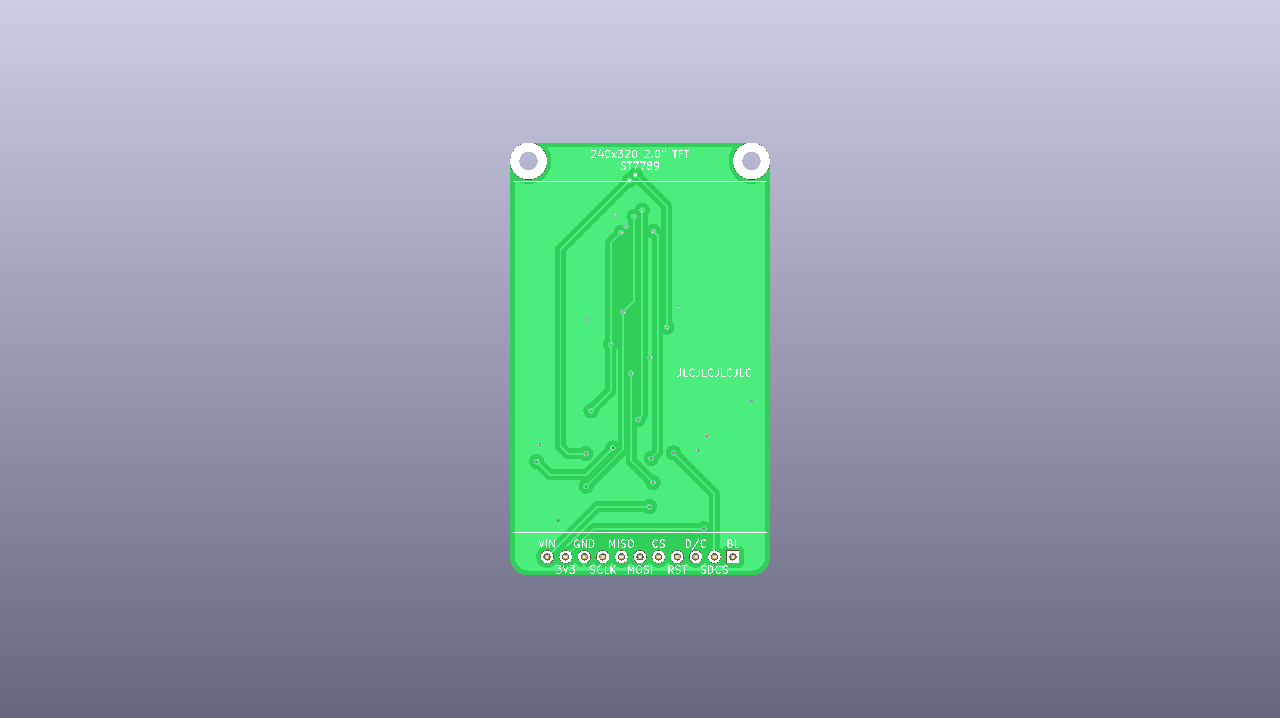 240x320 2.0" TFT
ST7789
JLCJLCJLCJLC
VIN GND MISO CS D/C BL
3V3 SCLK MOSI RST SDCS